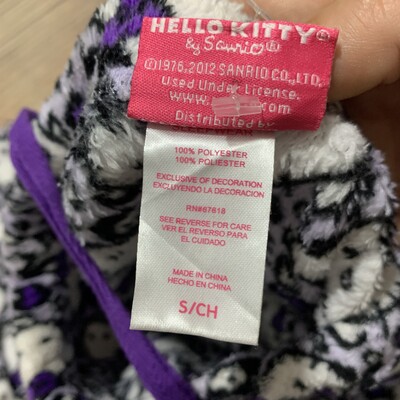 HELLO KITTY®
by Sanrio®
©1976, 2012 SANRIO CO., LTD.
Used Under License.
www. .com
Distributed by
100% POLYESTER
100% POLIESTER
EXCLUSIVE OF DECORATION
EXCLUYENDO LA DECORACION
RN#67618
SEE REVERSE FOR CARE
VER EL REVERSO PARA
EL CUIDADO
MADE IN CHINA
HECHO EN CHINA
S/CH